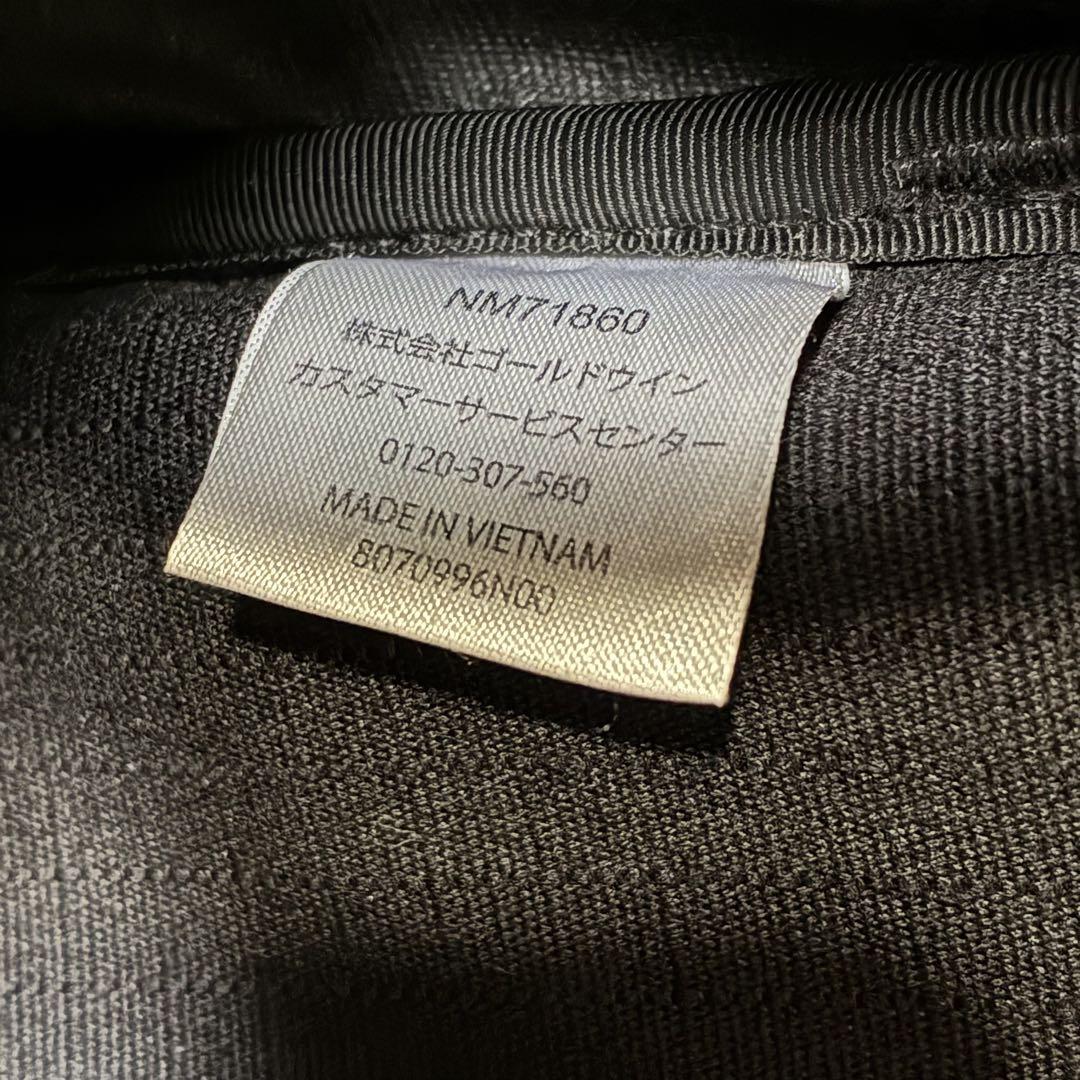 NM71860
株式会社ゴールドウイン
カスタマーサービスセンター
0120-307-560
MADE IN VIETNAM
8070996N00